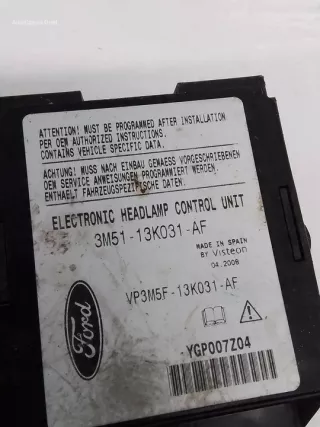 ATTENTION! MUST BE PROGRAMMED AFTER INSTALLATION
PER OEM AUTHORIZED INSTRUCTIONS.
CONTAINS VEHICLE SPECIFIC DATA.
ACHTUNG! MUSS NACH EINBAU GEMAESS VORGESCHRIEBENEN
OEM SERVICE ANWEISUNGEN PROGRAMMIERT WERDEN.
ENTHAELT FAHRZEUGSPEZIFISCHE DATEN.
ELECTRONIC HEADLAMP CONTROL UNIT
3M51-13K031-AF
MADE IN SPAIN
BY Visteon
04.2008
VP3M5F-13K031-AF
Ford
YGP007Z04